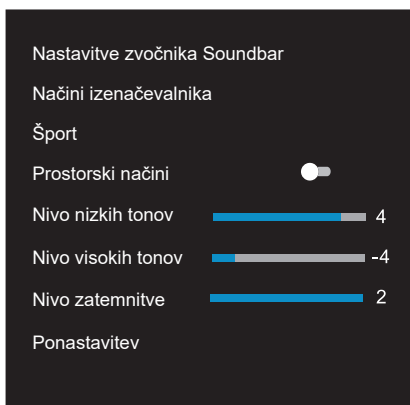 Nastavitve zvočnika Soundbar
Načini izenačevalnika
Šport
Prostorski načini
Nivo nizkih tonov 4
Nivo visokih tonov -4
Nivo zatemnitve 2
Ponastavitev